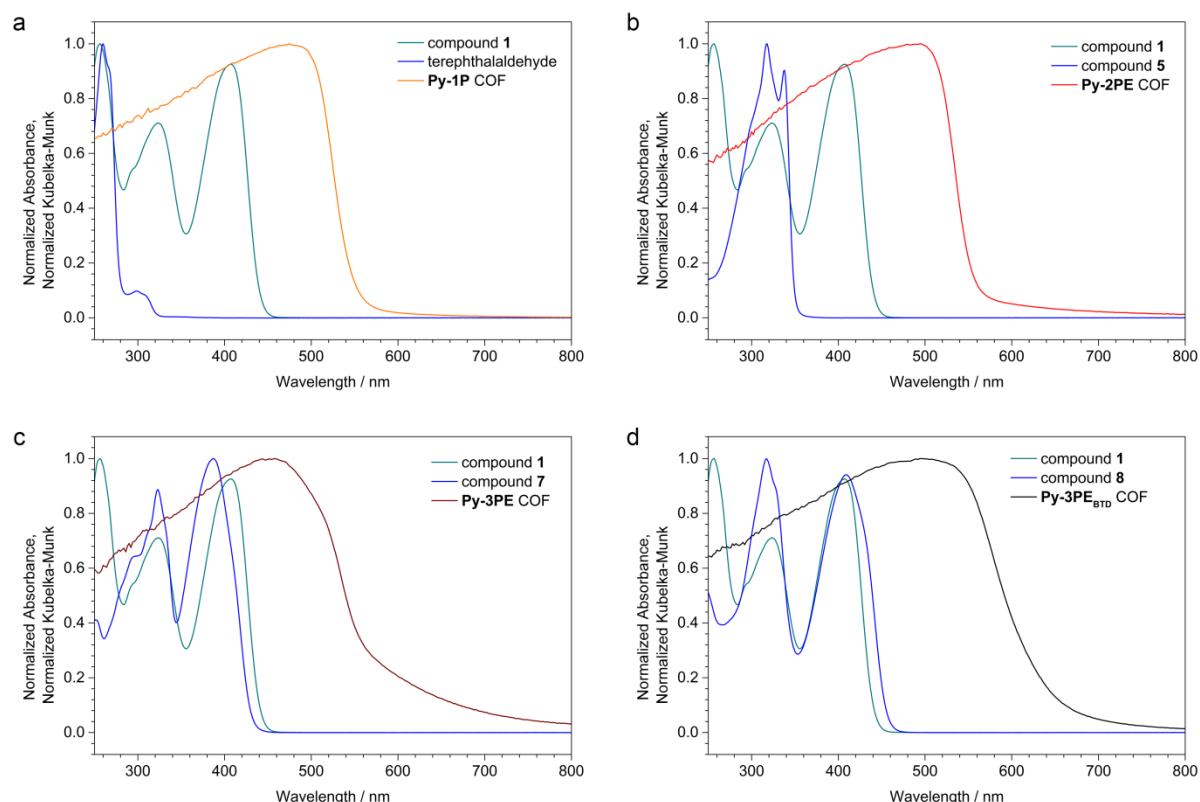 a
compound 1
terephthalaldehyde
Py-1P COF
Normalized Absorbance,
Normalized Kubelka-Munk
1.0
0.8
0.6
0.4
0.2
0.0
300 400 500 600 700 800
Wavelength / nm
b
compound 1
compound 5
Py-2PE COF
Normalized Absorbance,
Normalized Kubelka-Munk
1.0
0.8
0.6
0.4
0.2
0.0
300 400 500 600 700 800
Wavelength / nm
c
compound 1
compound 7
Py-3PE COF
Normalized Absorbance,
Normalized Kubelka-Munk
1.0
0.8
0.6
0.4
0.2
0.0
300 400 500 600 700 800
Wavelength / nm
d
compound 1
compound 8
Py-3PE_BTD COF
Normalized Absorbance,
Normalized Kubelka-Munk
1.0
0.8
0.6
0.4
0.2
0.0
300 400 500 600 700 800
Wavelength / nm